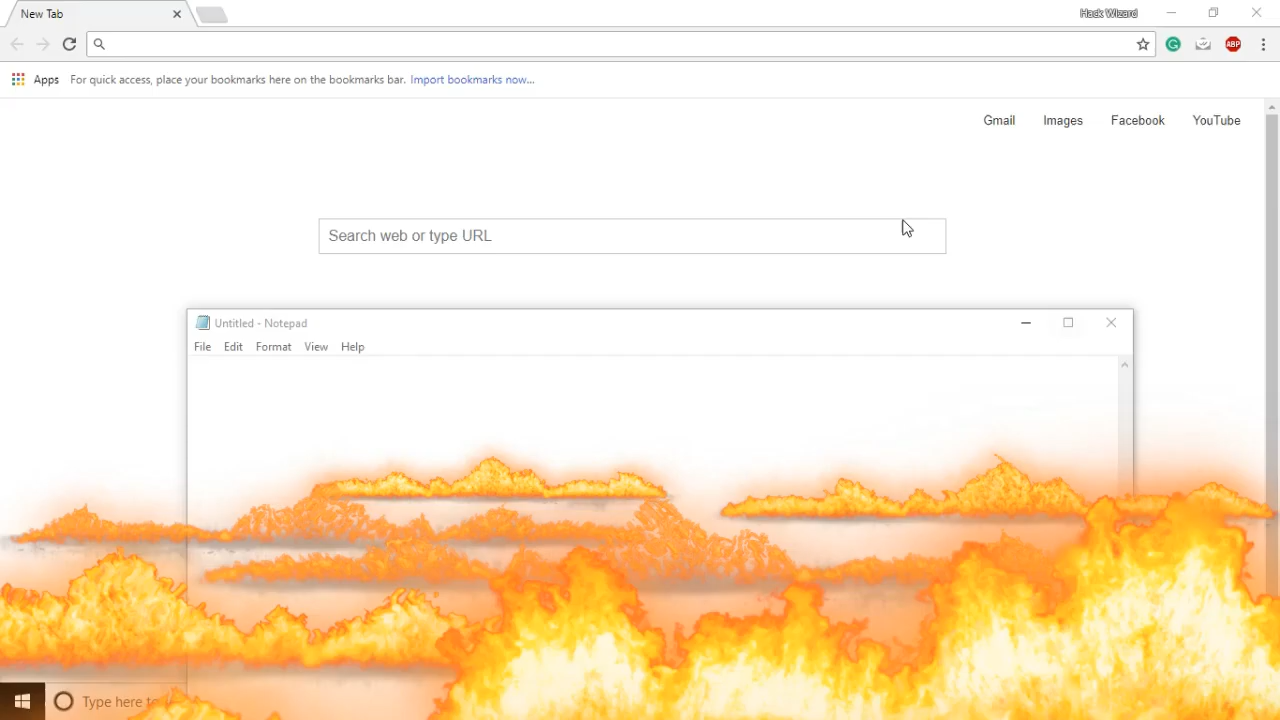 New Tab
Hack Wizard
ABP
Apps For quick access, place your bookmarks here on the bookmarks bar. Import bookmarks now...
Gmail Images Facebook YouTube
Search web or type URL
Untitled - Notepad
File Edit Format View Help
Type here